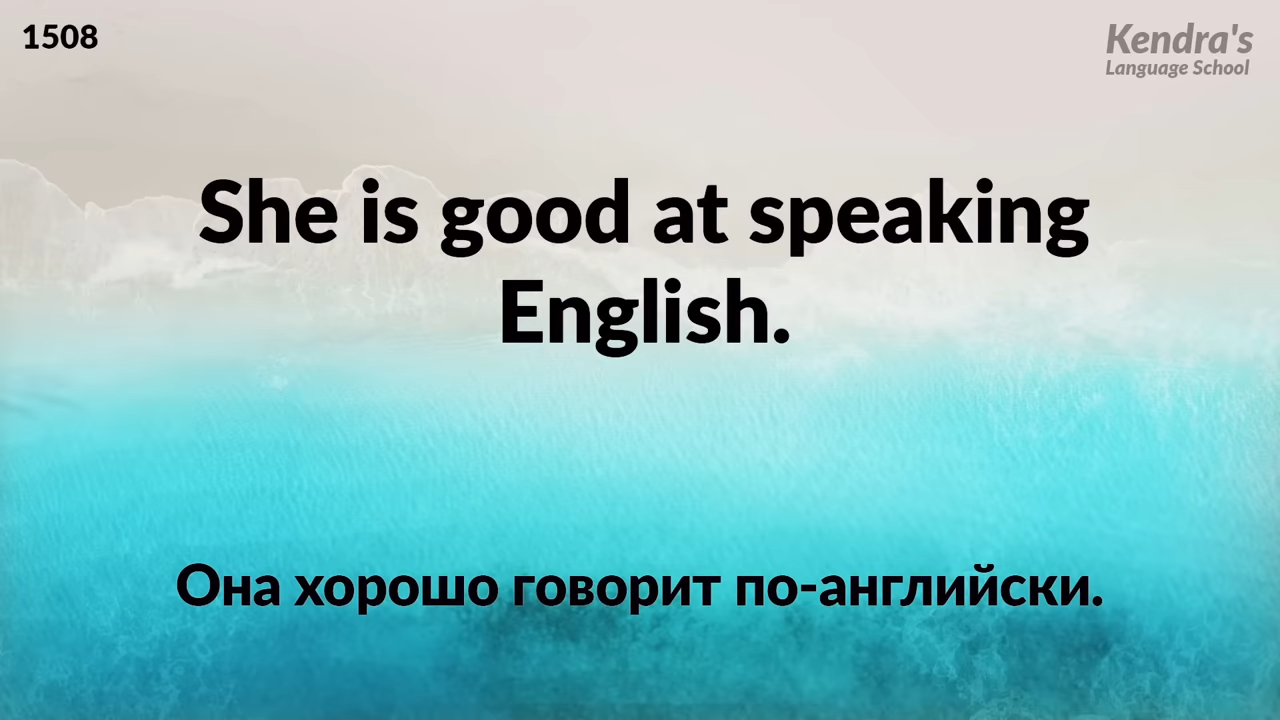 1508
Kendra's
Language School
She is good at speaking
English.
Она хорошо говорит по-английски.